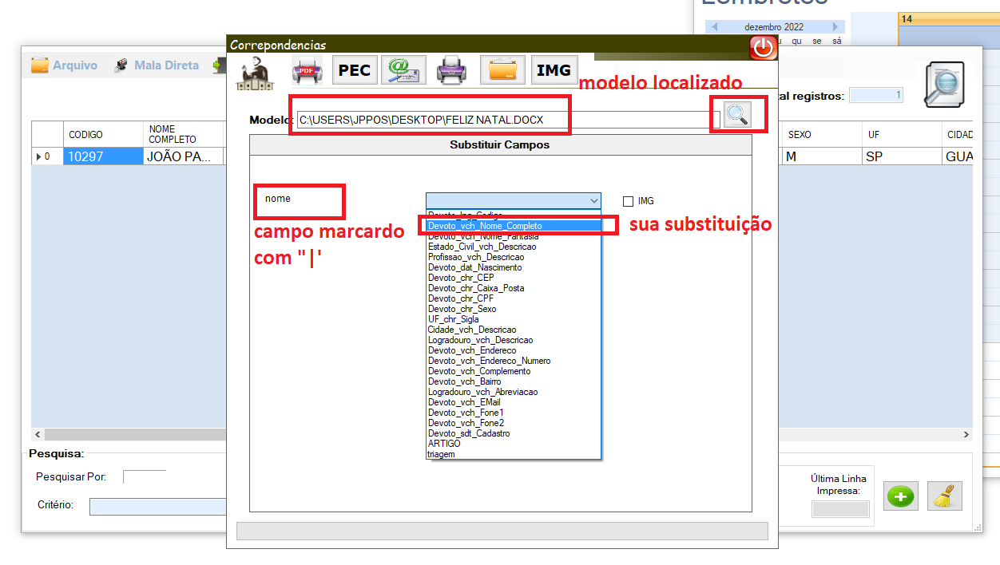 Lembretes
14
dezembro 2022
qu se sá
Correpondencias
Arquivo
Mala Direta
PDF
PEC
IMG
modelo localizado
al registros:
1
Modelo:
C:\USERS\JPPOS\DESKTOP\FELIZ NATAL.DOCX
CODIGO
NOME
COMPLETO
SEXO
UF
CIDAD
Substituir Campos
0
10297
JOÃO PA...
M
SP
GUA
nome
IMG
campo marcardo
com "|'
sua substituição
Devoto_lng_Codigo
Devoto_vch_Nome_Completo
Devoto_vch_Nome_Fantasia
Estado_Civil_vch_Descricao
Profissao_vch_Descricao
Devoto_dat_Nascimento
Devoto_chr_CEP
Devoto_chr_Caixa_Posta
Devoto_chr_CPF
Devoto_chr_Sexo
UF_chr_Sigla
Cidade_vch_Descricao
Logradouro_vch_Descricao
Devoto_vch_Endereco
Devoto_vch_Endereco_Numero
Devoto_vch_Complemento
Devoto_vch_Bairro
Logradouro_vch_Abreviacao
Devoto_vch_EMail
Devoto_vch_Fone1
Devoto_vch_Fone2
Devoto_sdt_Cadastro
ARTIGO
triagem
Pesquisa:
Pesquisar Por:
Critério:
Última Linha
Impressa: